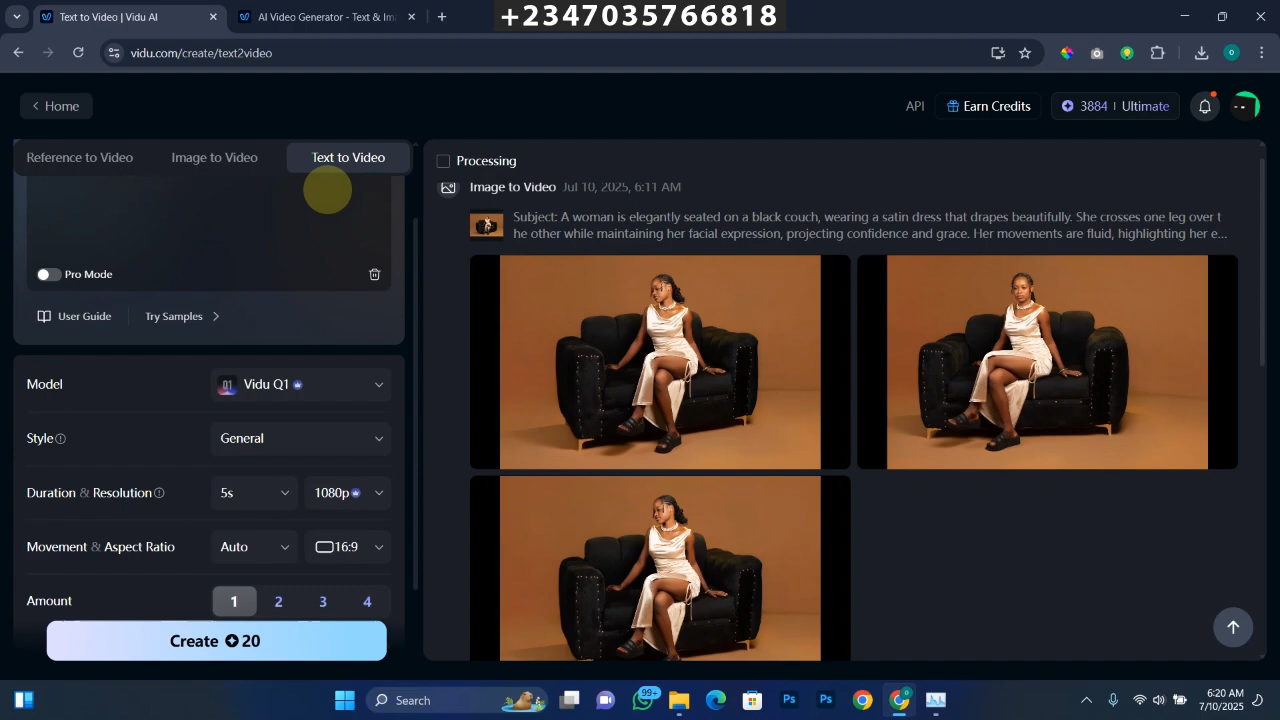 Text to Video | Vidu AI
AI Video Generator - Text & Im
+2347035766818
vidu.com/create/text2video
Home
API
Earn Credits
3884 | Ultimate
Reference to Video
Image to Video
Text to Video
Pro Mode
User Guide
Try Samples
Model
Vidu Q1
Style
General
Duration & Resolution
5s
1080p
Movement & Aspect Ratio
Auto
16:9
Amount
1
2
3
4
Create 20
Processing
Image to Video Jul 10, 2025, 6:11 AM
Subject: A woman is elegantly seated on a black couch, wearing a satin dress that drapes beautifully. She crosses one leg over t
he other while maintaining her facial expression, projecting confidence and grace. Her movements are fluid, highlighting her e...
Search
99+
Ps
Ps
6:20 AM
7/10/2025